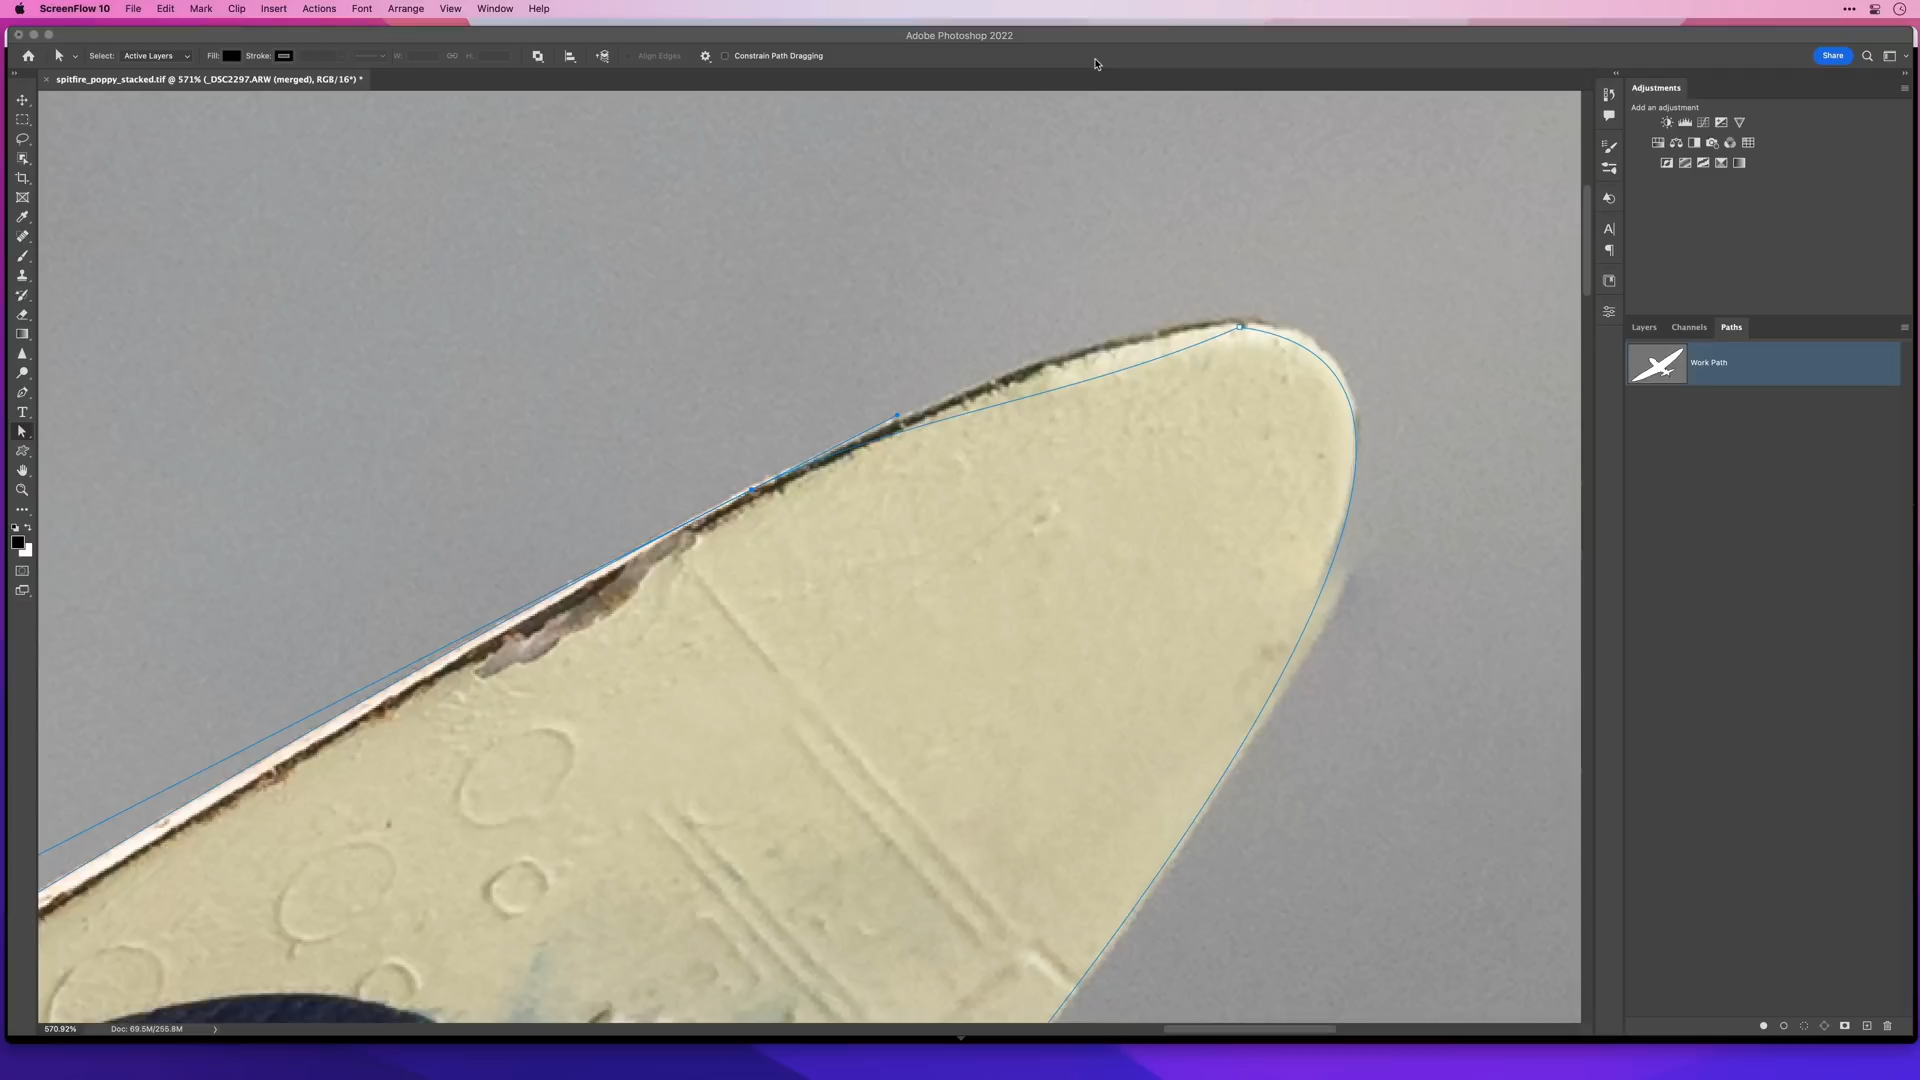 ScreenFlow 10 File Edit Mark Clip Insert Actions Font Arrange View Window Help
Adobe Photoshop 2022
Select: Active Layers Fill: Stroke: W: H: Align Edges Constrain Path Dragging Share
spitfire_poppy_stacked.tif @ 571% (_DSC2297.ARW (merged), RGB/16*) *
Adjustments
Add an adjustment
Layers Channels Paths
Work Path
570.92% Doc: 69.5M/255.8M